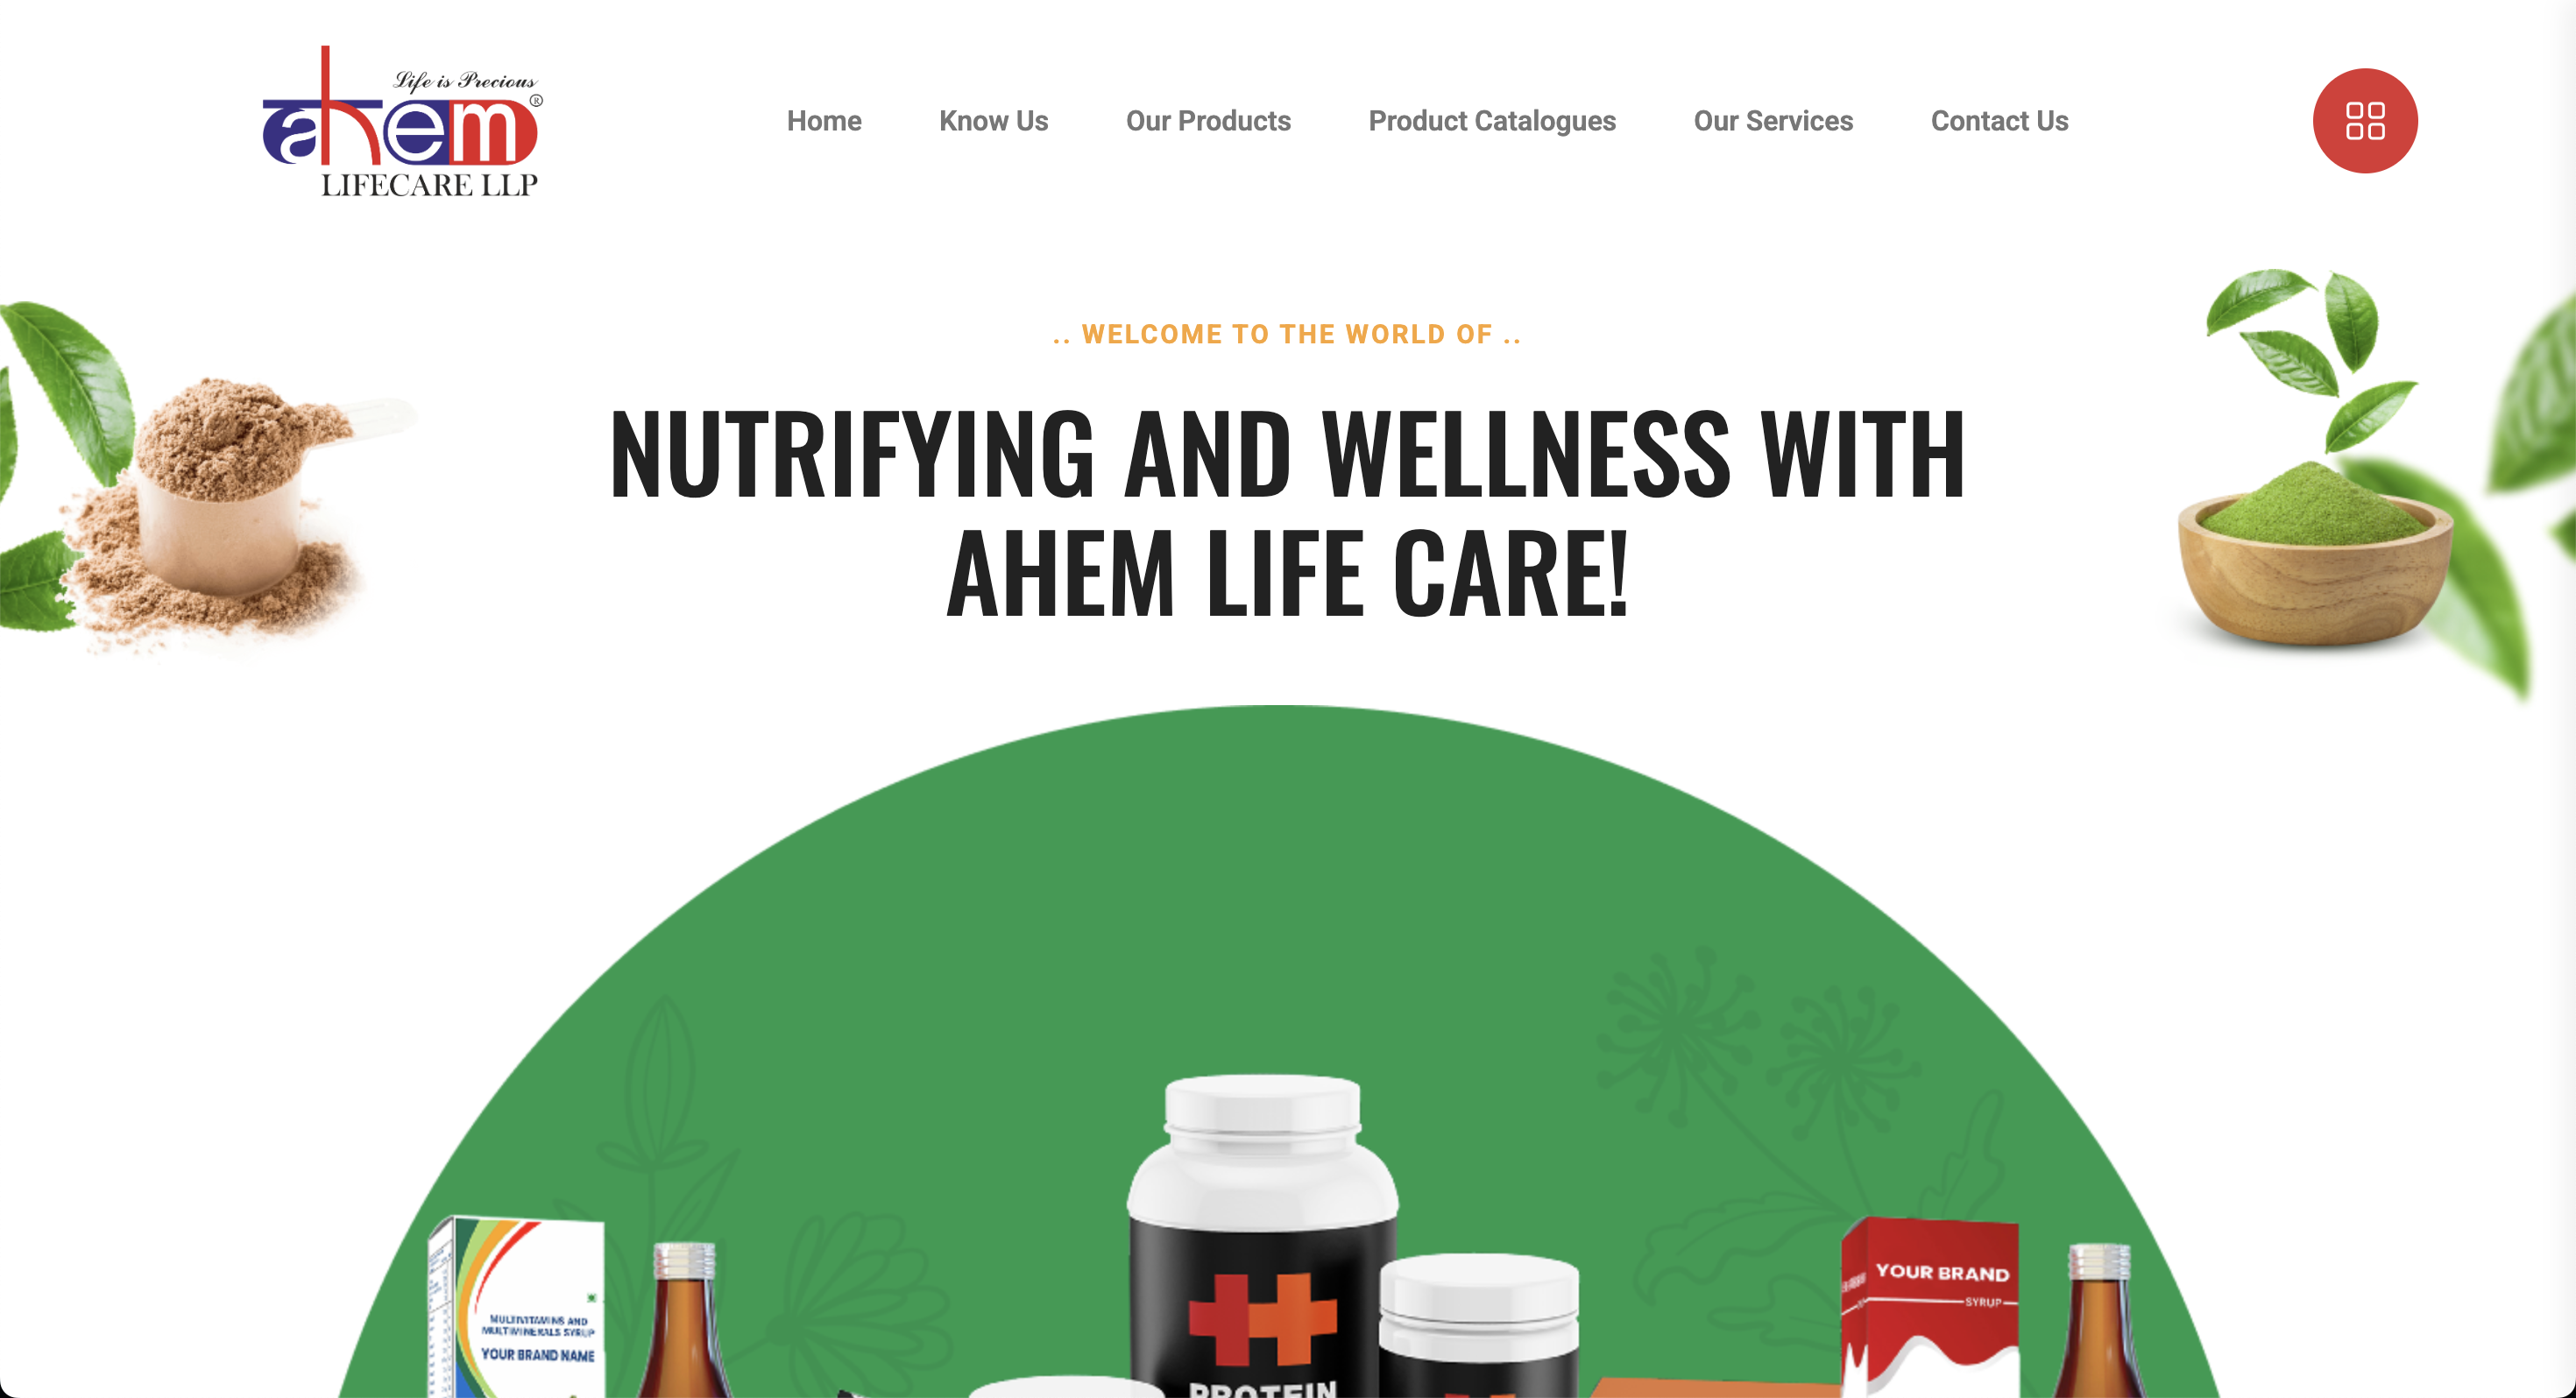 Life is Precious
ahem®
LIFECARE LLP
Home
Know Us
Our Products
Product Catalogues
Our Services
Contact Us
.. WELCOME TO THE WORLD OF ..
NUTRIFYING AND WELLNESS WITH
AHEM LIFE CARE!
MULTIVITAMINS AND
MULTIMINERALS SYRUP
YOUR BRAND NAME
PROTEIN
YOUR BRAND
SYRUP